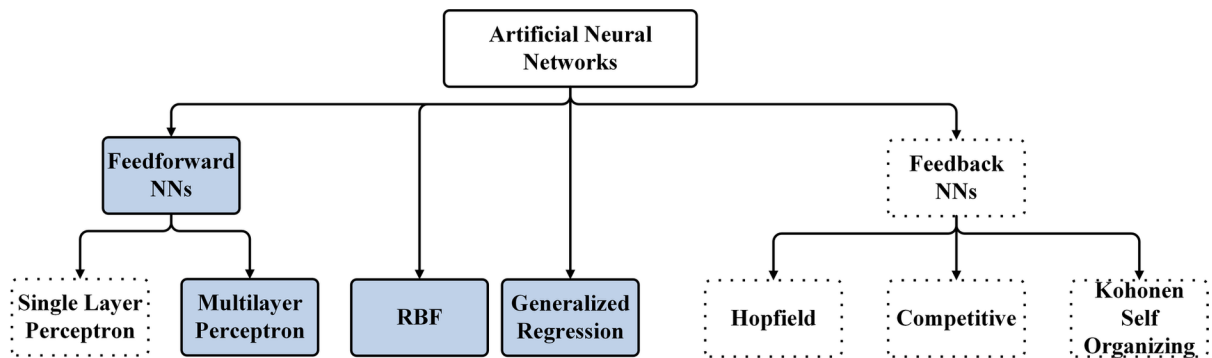 Artificial Neural
Networks
Feedforward
NNs
Feedback
NNs
Single Layer
Perceptron
Multilayer
Perceptron
RBF
Generalized
Regression
Hopfield
Competitive
Kohonen
Self
Organizing